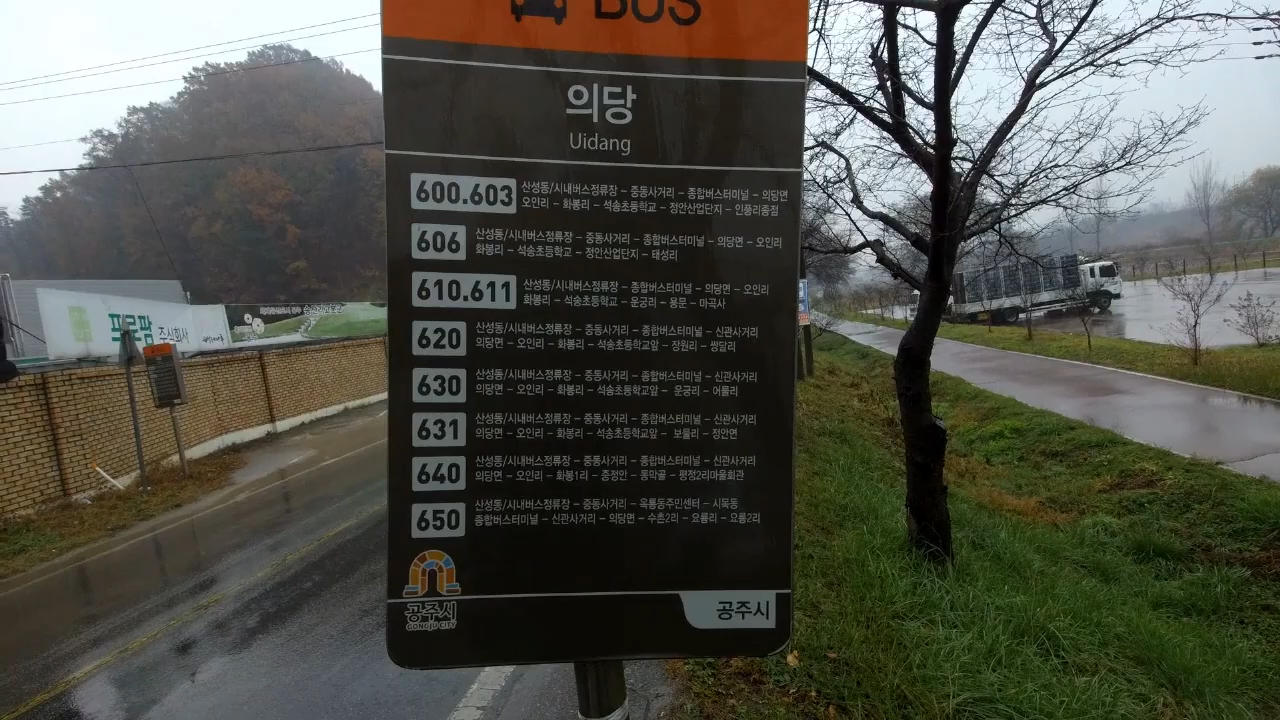 BUS
의당
Uidang
600.603
산성동/시내버스정류장 – 중동사거리 – 종합버스터미널 – 의당면
오인리 – 화봉리 – 석송초등학교 – 정안산업단지 – 인풍리종점
606
산성동/시내버스정류장 – 중동사거리 – 종합버스터미널 – 의당면 – 오인리
화봉리 – 석송초등학교 – 정안산업단지 – 태성리
610.611
산성동/시내버스정류장 – 종합버스터미널 – 의당면 – 오인리
화봉리 – 석송초등학교 – 운궁리 – 용문 – 마곡사
620
산성동/시내버스정류장 – 중동사거리 – 종합버스터미널 – 신관사거리
의당면 – 오인리 – 화봉리 – 석송초등학교앞 – 장원리 – 쌍달리
630
산성동/시내버스정류장 – 중동사거리 – 종합버스터미널 – 신관사거리
의당면 – 오인리 – 화봉리 – 석송초등학교앞 – 운궁리 – 어물리
631
산성동/시내버스정류장 – 중동사거리 – 종합버스터미널 – 신관사거리
의당면 – 오인리 – 화봉리 – 석송초등학교앞 – 보물리 – 정안면
640
산성동/시내버스정류장 – 중동사거리 – 종합버스터미널 – 신관사거리
의당면 – 오인리 – 화봉1리 – 중정안 – 동막골 – 평정2리마을회관
650
산성동/시내버스정류장 – 중동사거리 – 옥룡동주민센터 – 시목동
종합버스터미널 – 신관사거리 – 의당면 – 수촌2리 – 요룡리 – 요룡2리
공주시
GONGJU CITY
공주시
주식회사